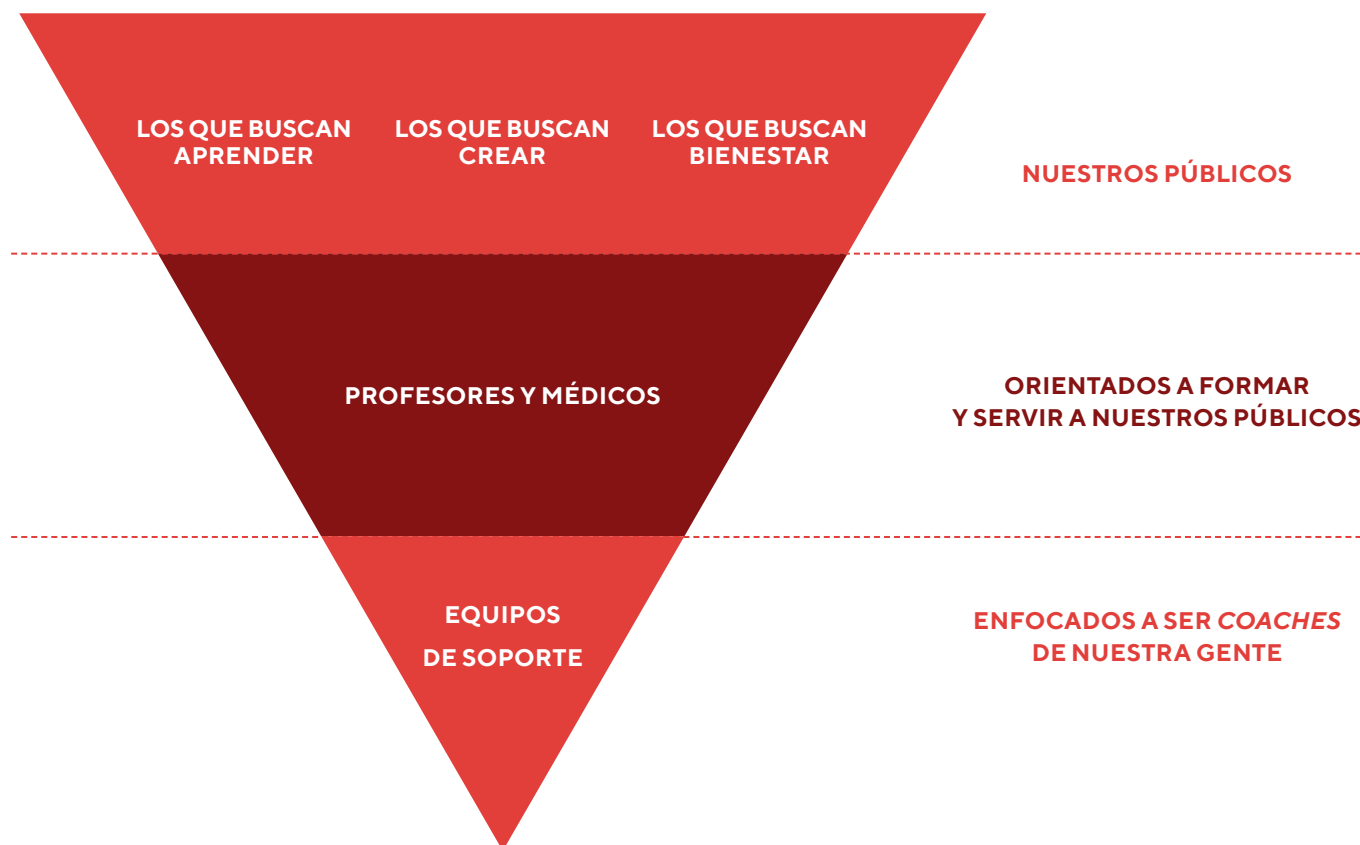 LOS QUE BUSCAN
APRENDER
LOS QUE BUSCAN
CREAR
LOS QUE BUSCAN
BIENESTAR
NUESTROS PÚBLICOS
PROFESORES Y MÉDICOS
ORIENTADOS A FORMAR
Y SERVIR A NUESTROS PÚBLICOS
EQUIPOS
DE SOPORTE
ENFOCADOS A SER COACHES
DE NUESTRA GENTE